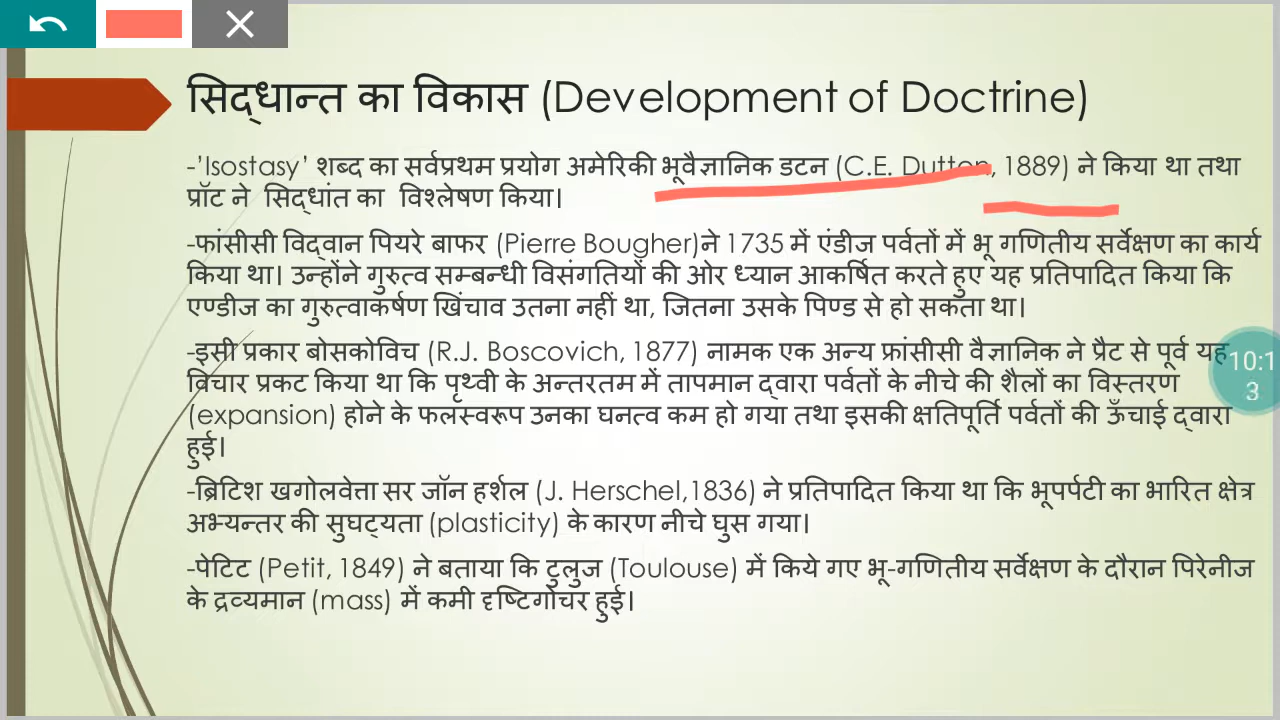 सिद्धान्त का विकास (Development of Doctrine)
-’Isostasy’ शब्द का सर्वप्रथम प्रयोग अमेरिकी भूवैज्ञानिक डटन (C.E. Dutton, 1889) ने किया था तथा
प्रॉट ने सिद्धांत का विश्लेषण किया।
-फांसीसी विद्वान पियरे बाफर (Pierre Bougher)ने 1735 में एंडीज पर्वतों में भू गणितीय सर्वेक्षण का कार्य
किया था। उन्होंने गुरुत्व सम्बन्धी विसंगतियों की ओर ध्यान आकर्षित करते हुए यह प्रतिपादित किया कि
एण्डीज का गुरुत्वाकर्षण खिंचाव उतना नहीं था, जितना उसके पिण्ड से हो सकता था।
-इसी प्रकार बोसकोविच (R.J. Boscovich, 1877) नामक एक अन्य फ्रांसीसी वैज्ञानिक ने प्रैट से पूर्व यह
विचार प्रकट किया था कि पृथ्वी के अन्तरतम में तापमान द्वारा पर्वतों के नीचे की शैलों का विस्तरण
(expansion) होने के फलस्वरूप उनका घनत्व कम हो गया तथा इसकी क्षतिपूर्ति पर्वतों की ऊँचाई द्वारा
हुई।
-ब्रिटिश खगोलवेत्ता सर जॉन हर्शल (J. Herschel,1836) ने प्रतिपादित किया था कि भूपर्पटी का भारित क्षेत्र
अभ्यन्तर की सुघट्यता (plasticity) के कारण नीचे घुस गया।
-पेटिट (Petit, 1849) ने बताया कि टुलुज (Toulouse) में किये गए भू-गणितीय सर्वेक्षण के दौरान पिरेनीज
के द्रव्यमान (mass) में कमी दृष्टिगोचर हुई।
10:1
3